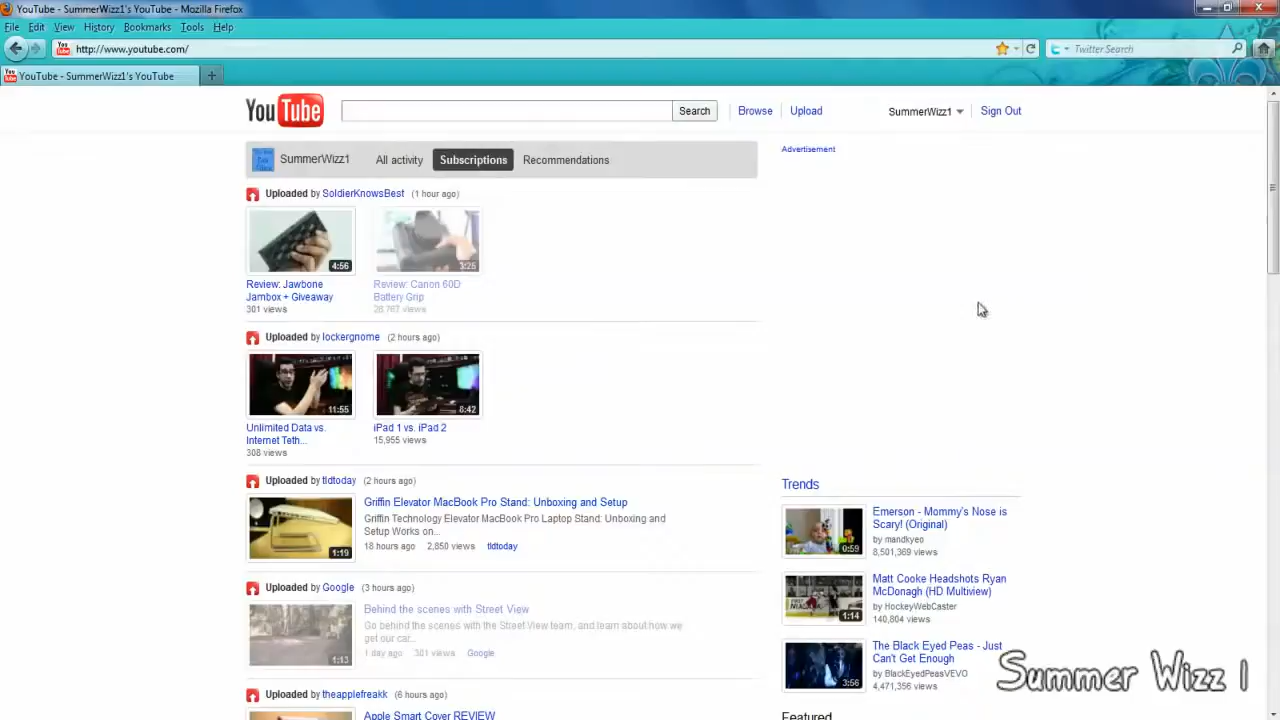 YouTube - SummerWizz1's YouTube - Mozilla Firefox
File Edit View History Bookmarks Tools Help
http://www.youtube.com/
Twitter Search
YouTube - SummerWizz1's YouTube
YouTube
Search
Browse
Upload
SummerWizz1
Sign Out
SummerWizz1
All activity
Subscriptions
Recommendations
Advertisement
Uploaded by SoldierKnowsBest (1 hour ago)
4:56
3:25
Review: Jawbone
Jambox + Giveaway
301 views
Review: Canon 60D
Battery Grip
28,767 views
Uploaded by lockergnome (2 hours ago)
11:55
8:42
Unlimited Data vs.
Internet Teth...
308 views
iPad 1 vs. iPad 2
15,955 views
Uploaded by tldtoday (2 hours ago)
1:19
Griffin Elevator MacBook Pro Stand: Unboxing and Setup
Griffin Technology Elevator MacBook Pro Laptop Stand: Unboxing and
Setup Works on...
18 hours ago 2,850 views tldtoday
Uploaded by Google (3 hours ago)
1:13
Behind the scenes with Street View
Go behind the scenes with the Street View team, and learn about how we
get our car...
1 day ago 301 views Google
Uploaded by theapplefreakk (6 hours ago)
Apple Smart Cover REVIEW
Trends
0:59
Emerson - Mommy's Nose is
Scary! (Original)
by mandkyeo
8,501,369 views
1:14
Matt Cooke Headshots Ryan
McDonagh (HD Multiview)
by HockeyWebCaster
140,804 views
3:56
The Black Eyed Peas - Just
Can't Get Enough
by BlackEyedPeasVEVO
4,471,356 views
Featured
Summer Wizz 1